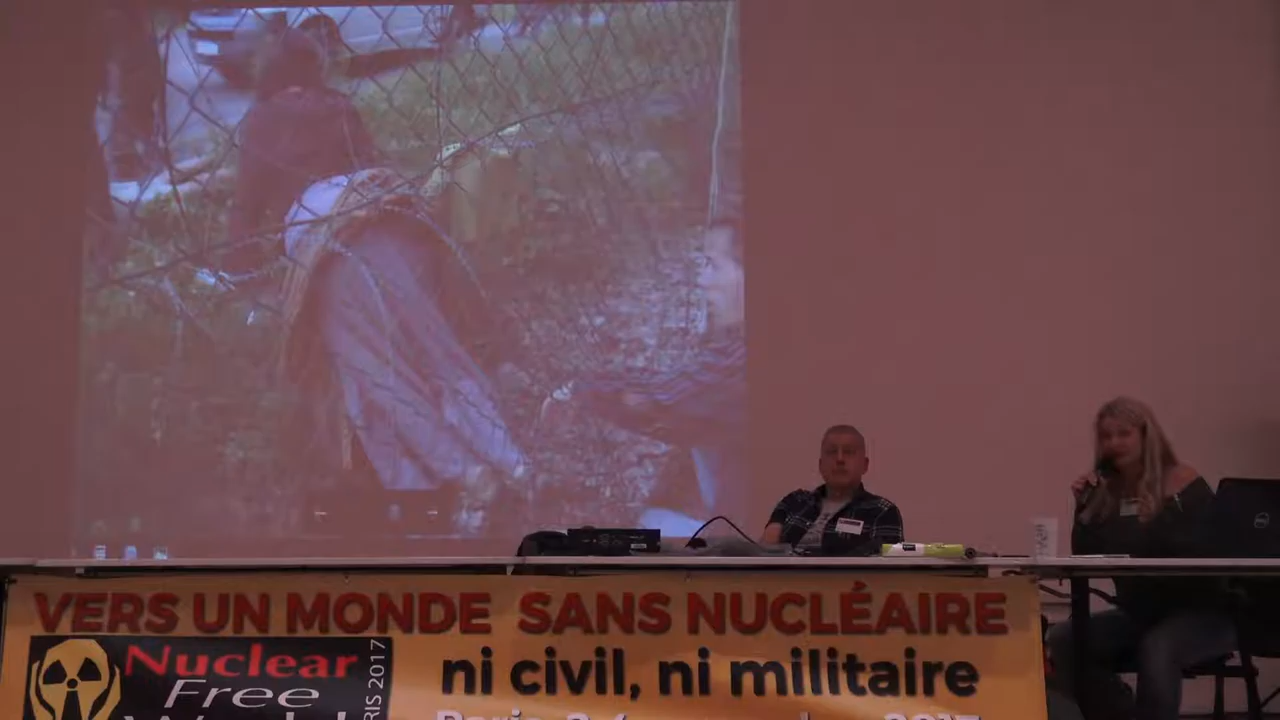 VERS UN MONDE SANS NUCLÉAIRE
ni civil, ni militaire
Nuclear
Free
2017